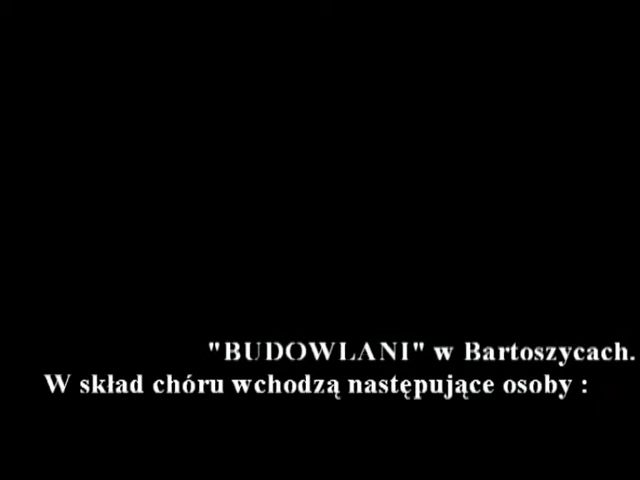 "BUDOWLANI" w Bartoszycach.
W skład chóru wchodzą następujące osoby :